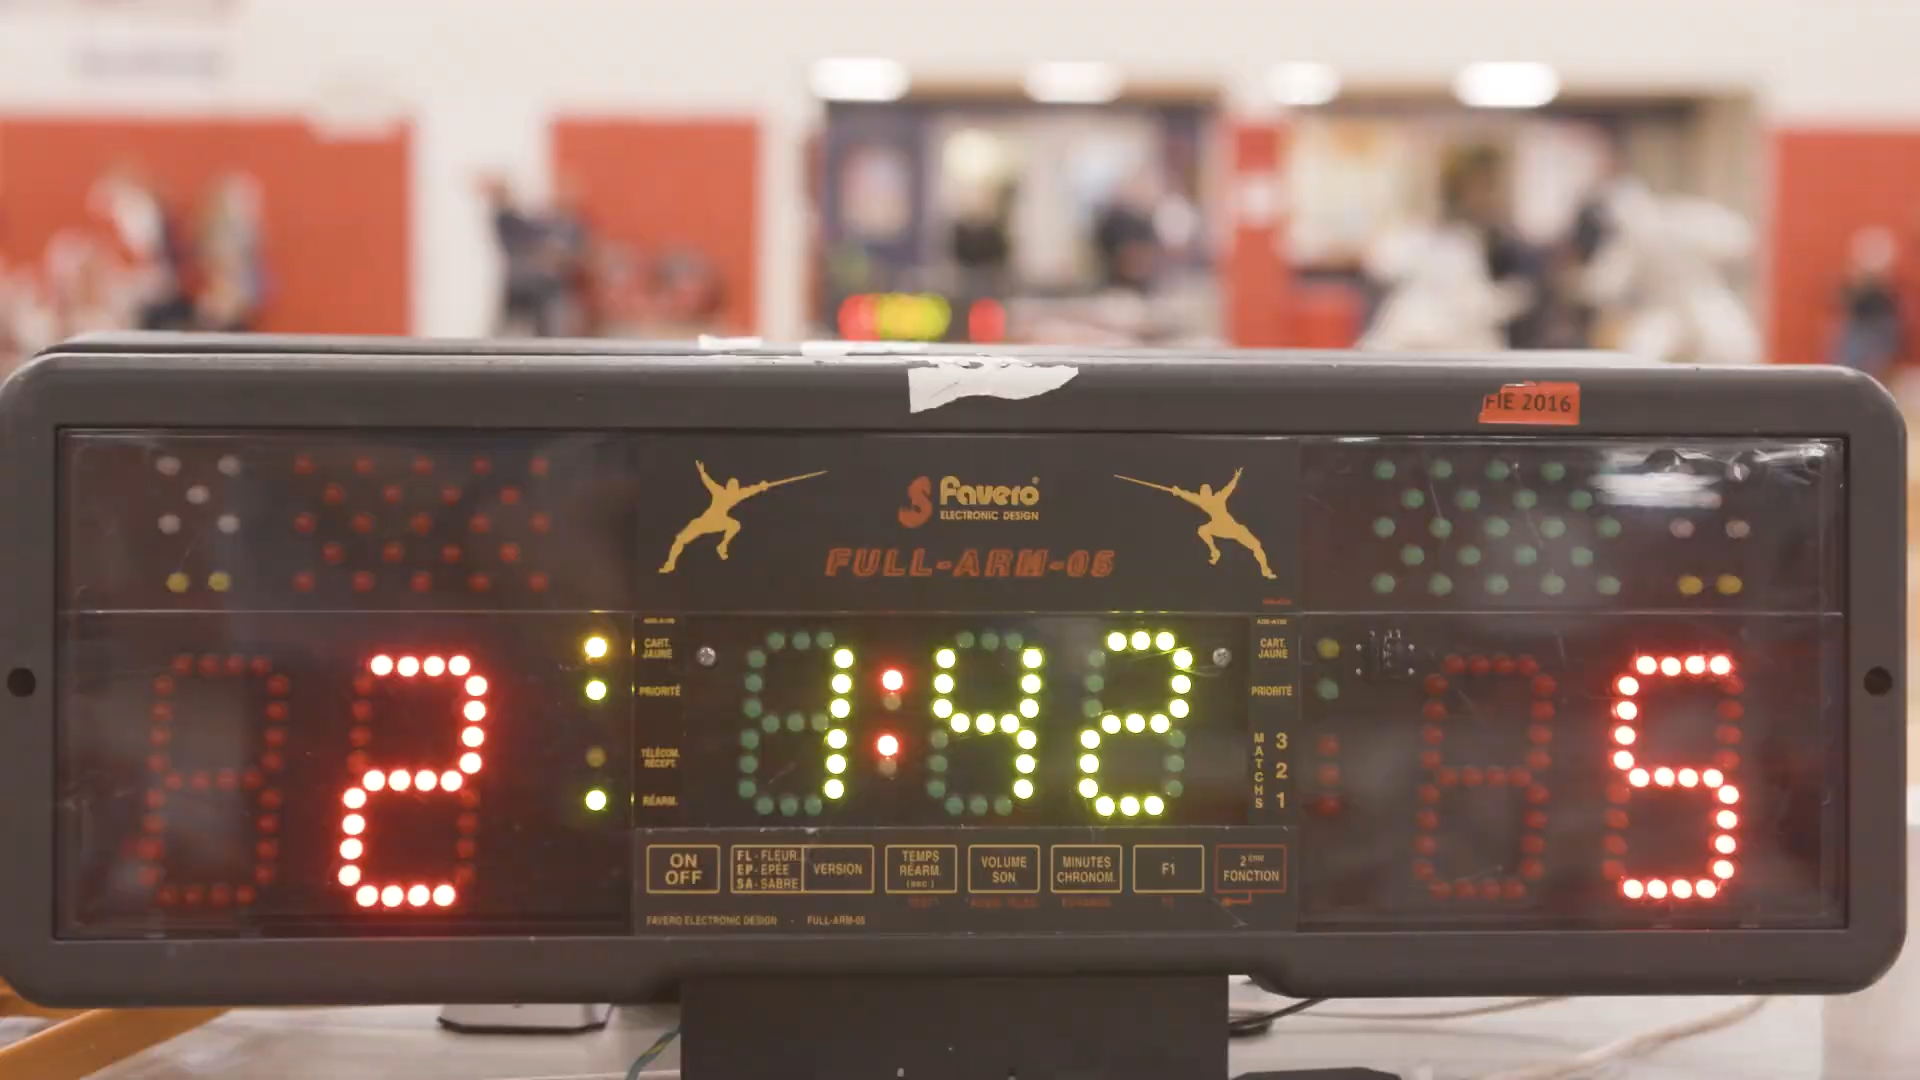 FIE 2016
Favero
ELECTRONIC DESIGN
FULL-ARM-05
CART. JAUNE
PRIORITÉ
TÉLÉCOM. RÉCEPT.
RÉARM.
2
1:42
5
CART. JAUNE
PRIORITÉ
MATCHS
3
2
1
ON OFF
FL-FLEUR.
EP-EPÉE
SA-SABRE
VERSION
TEMPS RÉARM. (sec)
VOLUME SON
MINUTES CHRONOM.
F1
2ème FONCTION
FAVERO ELECTRONIC DESIGN - FULL-ARM-05